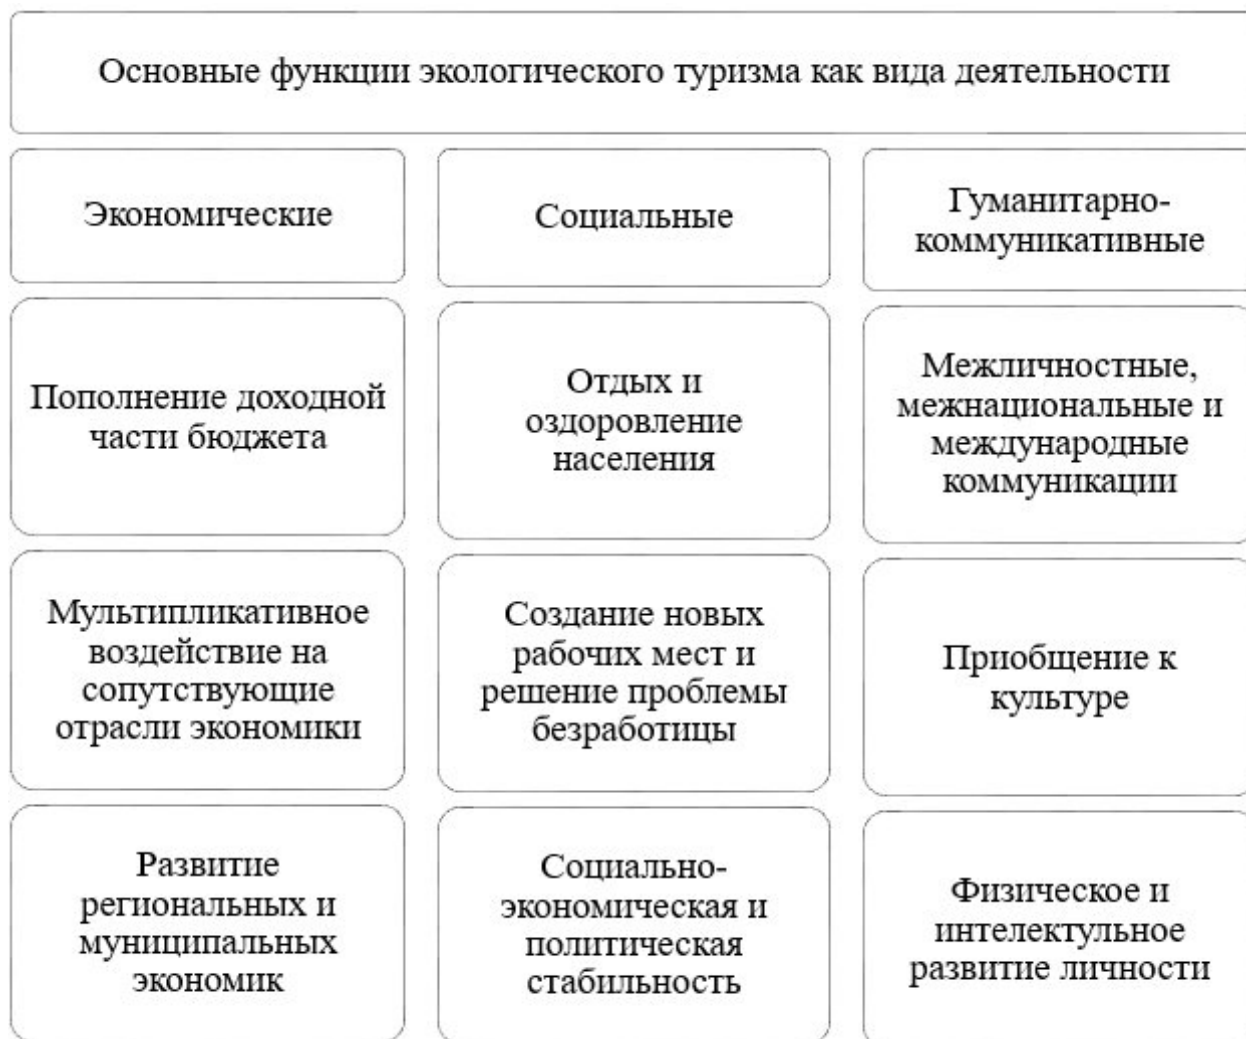 Основные функции экологического туризма как вида деятельности
Экономические
Социальные
Гуманитарно-
коммуникативные
Пополнение доходной
части бюджета
Отдых и
оздоровление
населения
Межличностные,
межнациональные и
международные
коммуникации
Мультипликативное
воздействие на
сопутствующие
отрасли экономики
Создание новых
рабочих мест и
решение проблемы
безработицы
Приобщение к
культуре
Развитие
региональных и
муниципальных
экономик
Социально-
экономическая и
политическая
стабильность
Физическое и
интелектульное
развитие личности